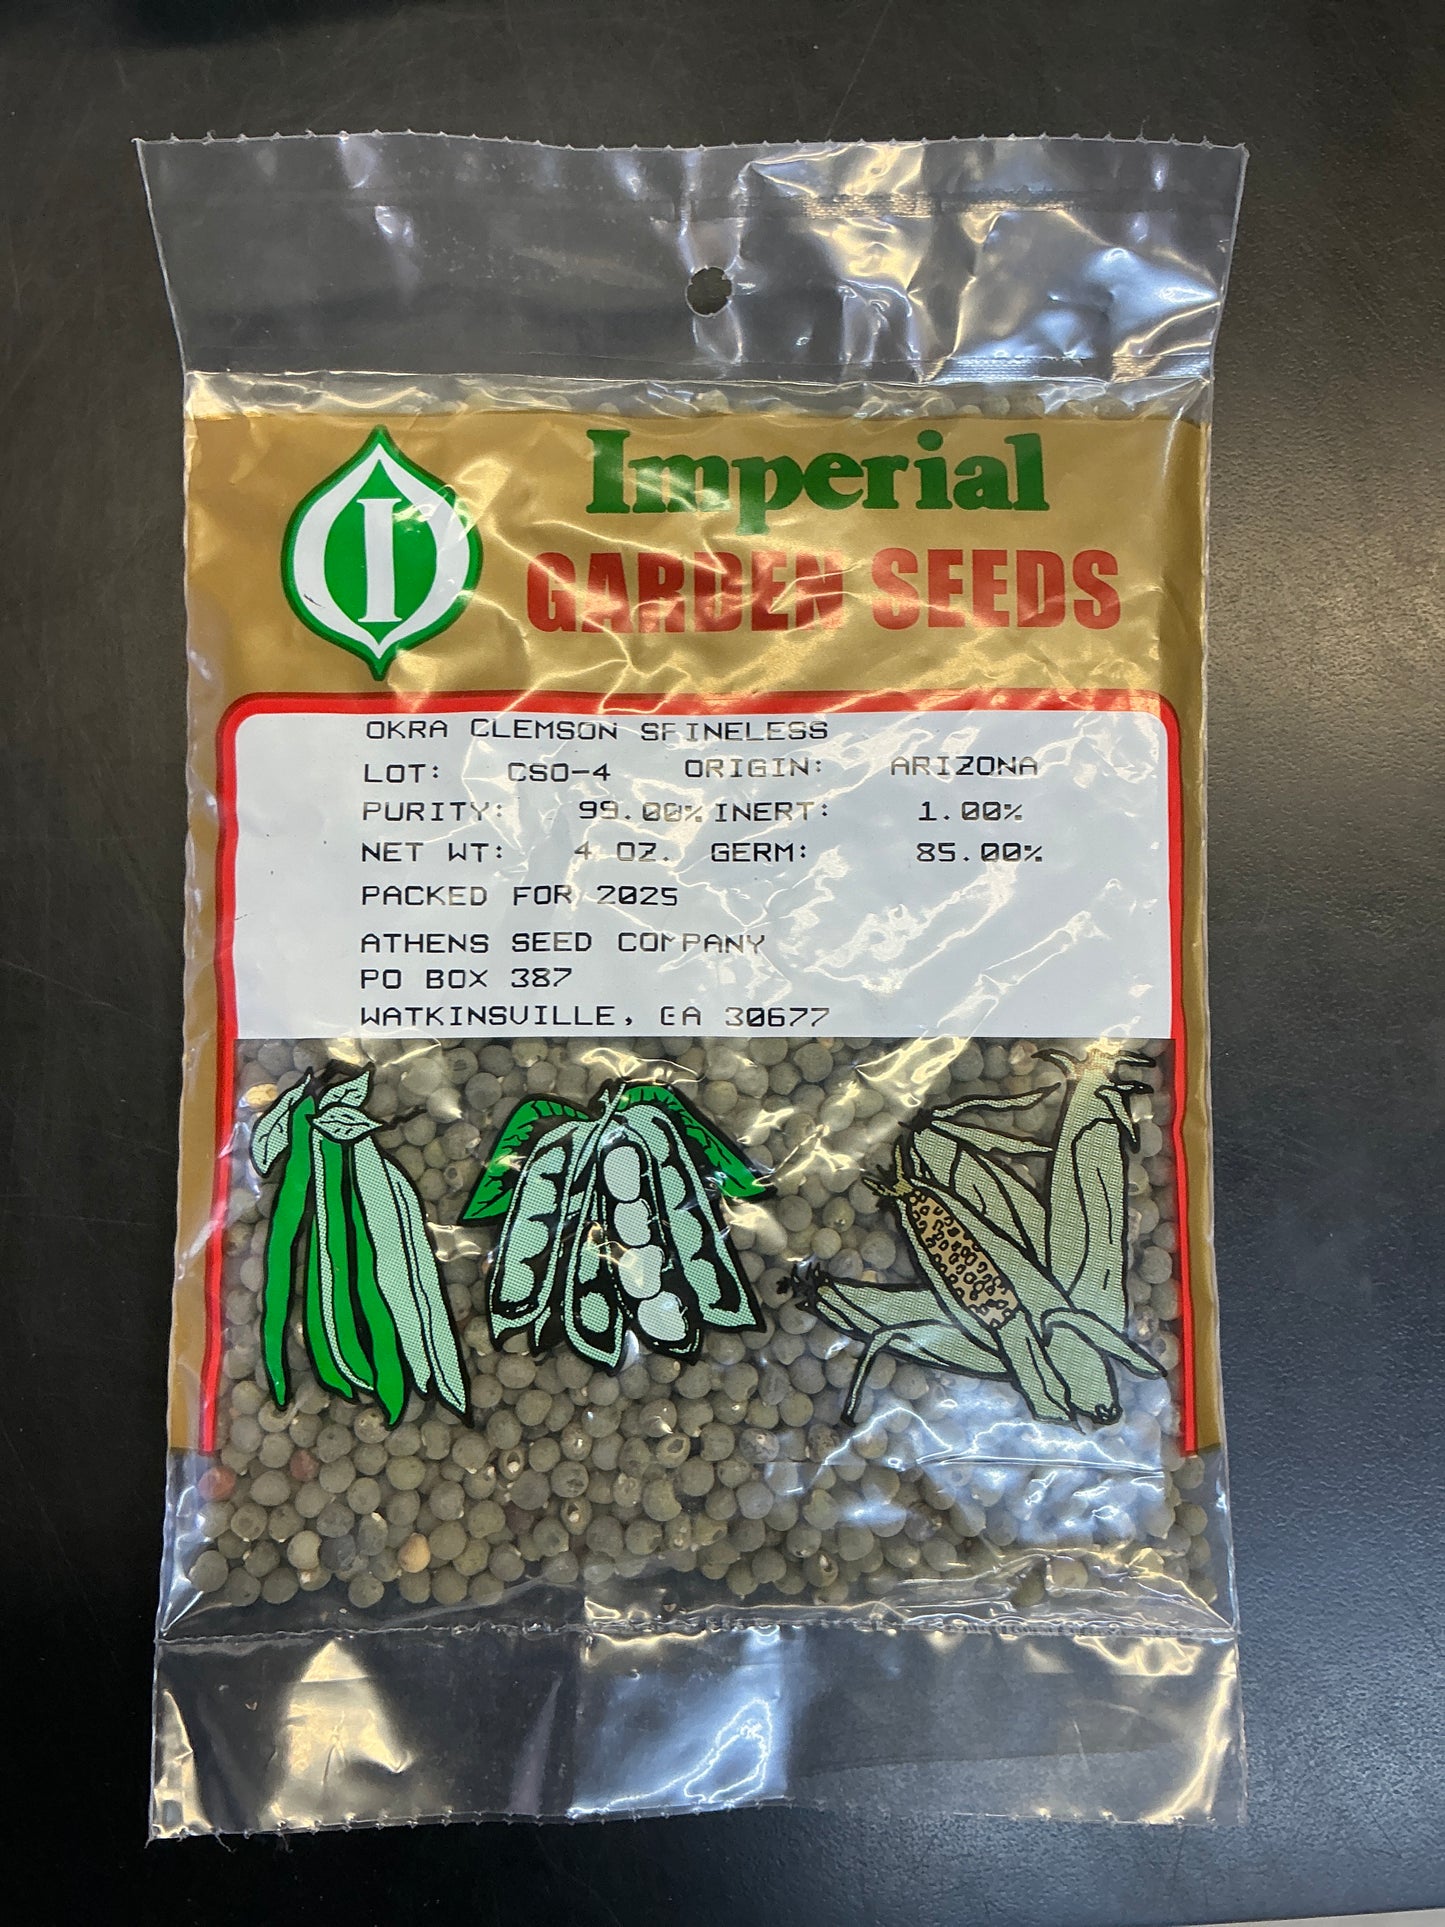 I
Imperial
GARDEN SEEDS
OKRA CLEMSON SPINELESS
LOT: CSO-4 ORIGIN: ARIZONA
PURITY: 99.00% INERT: 1.00%
NET WT: 4 OZ. GERM: 85.00%
PACKED FOR 2025
ATHENS SEED COMPANY
PO BOX 387
WATKINSVILLE, GA 30677